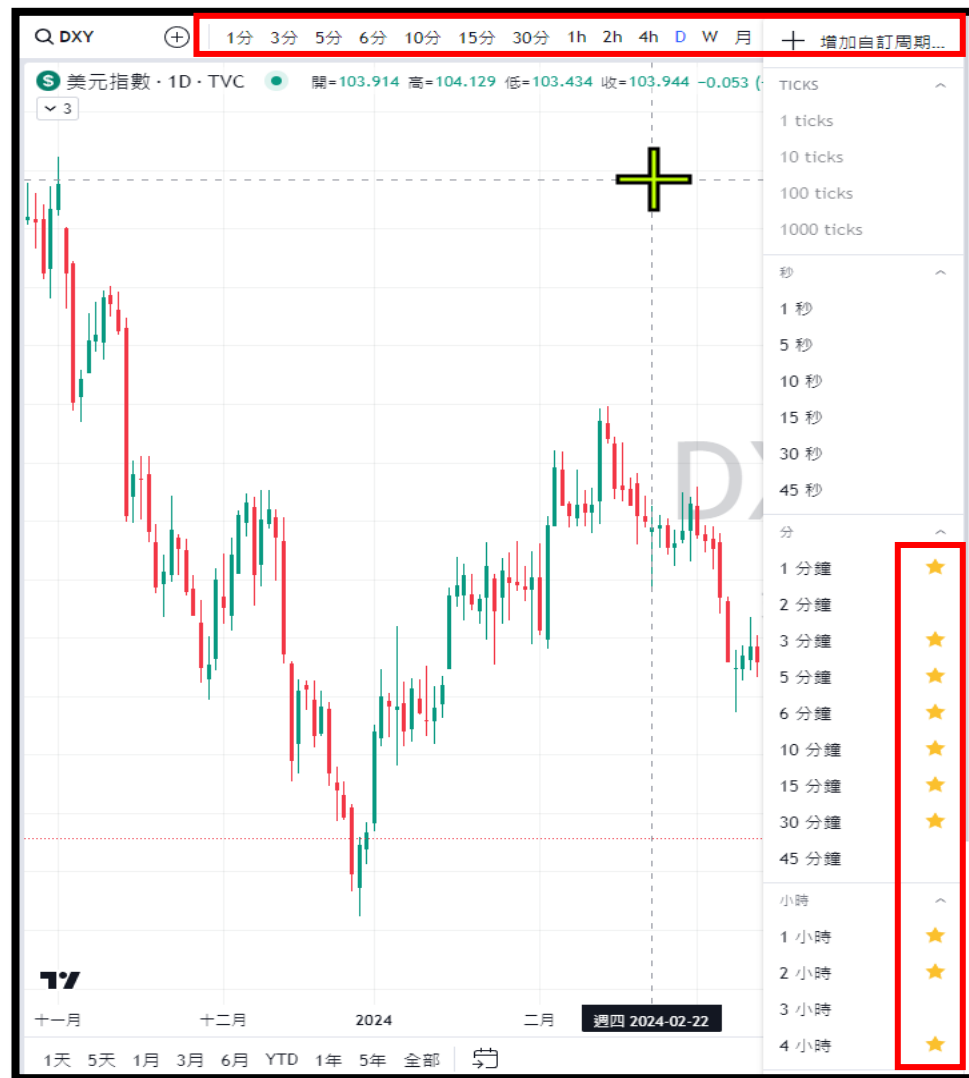 DXY
1分 3分 5分 6分 10分 15分 30分 1h 2h 4h D W 月
增加自訂周期...
S 美元指數 · 1D · TVC 開=103.914 高=104.129 低=103.434 收=103.944 −0.053 (
3
TICKS
1 ticks
10 ticks
100 ticks
1000 ticks
秒
1 秒
5 秒
10 秒
15 秒
30 秒
45 秒
DX
分
1 分鐘
2 分鐘
3 分鐘
5 分鐘
6 分鐘
10 分鐘
15 分鐘
30 分鐘
45 分鐘
小時
1 小時
2 小時
3 小時
4 小時
十一月 十二月 2024 二月 週四 2024-02-22
1天 5天 1月 3月 6月 YTD 1年 5年 全部